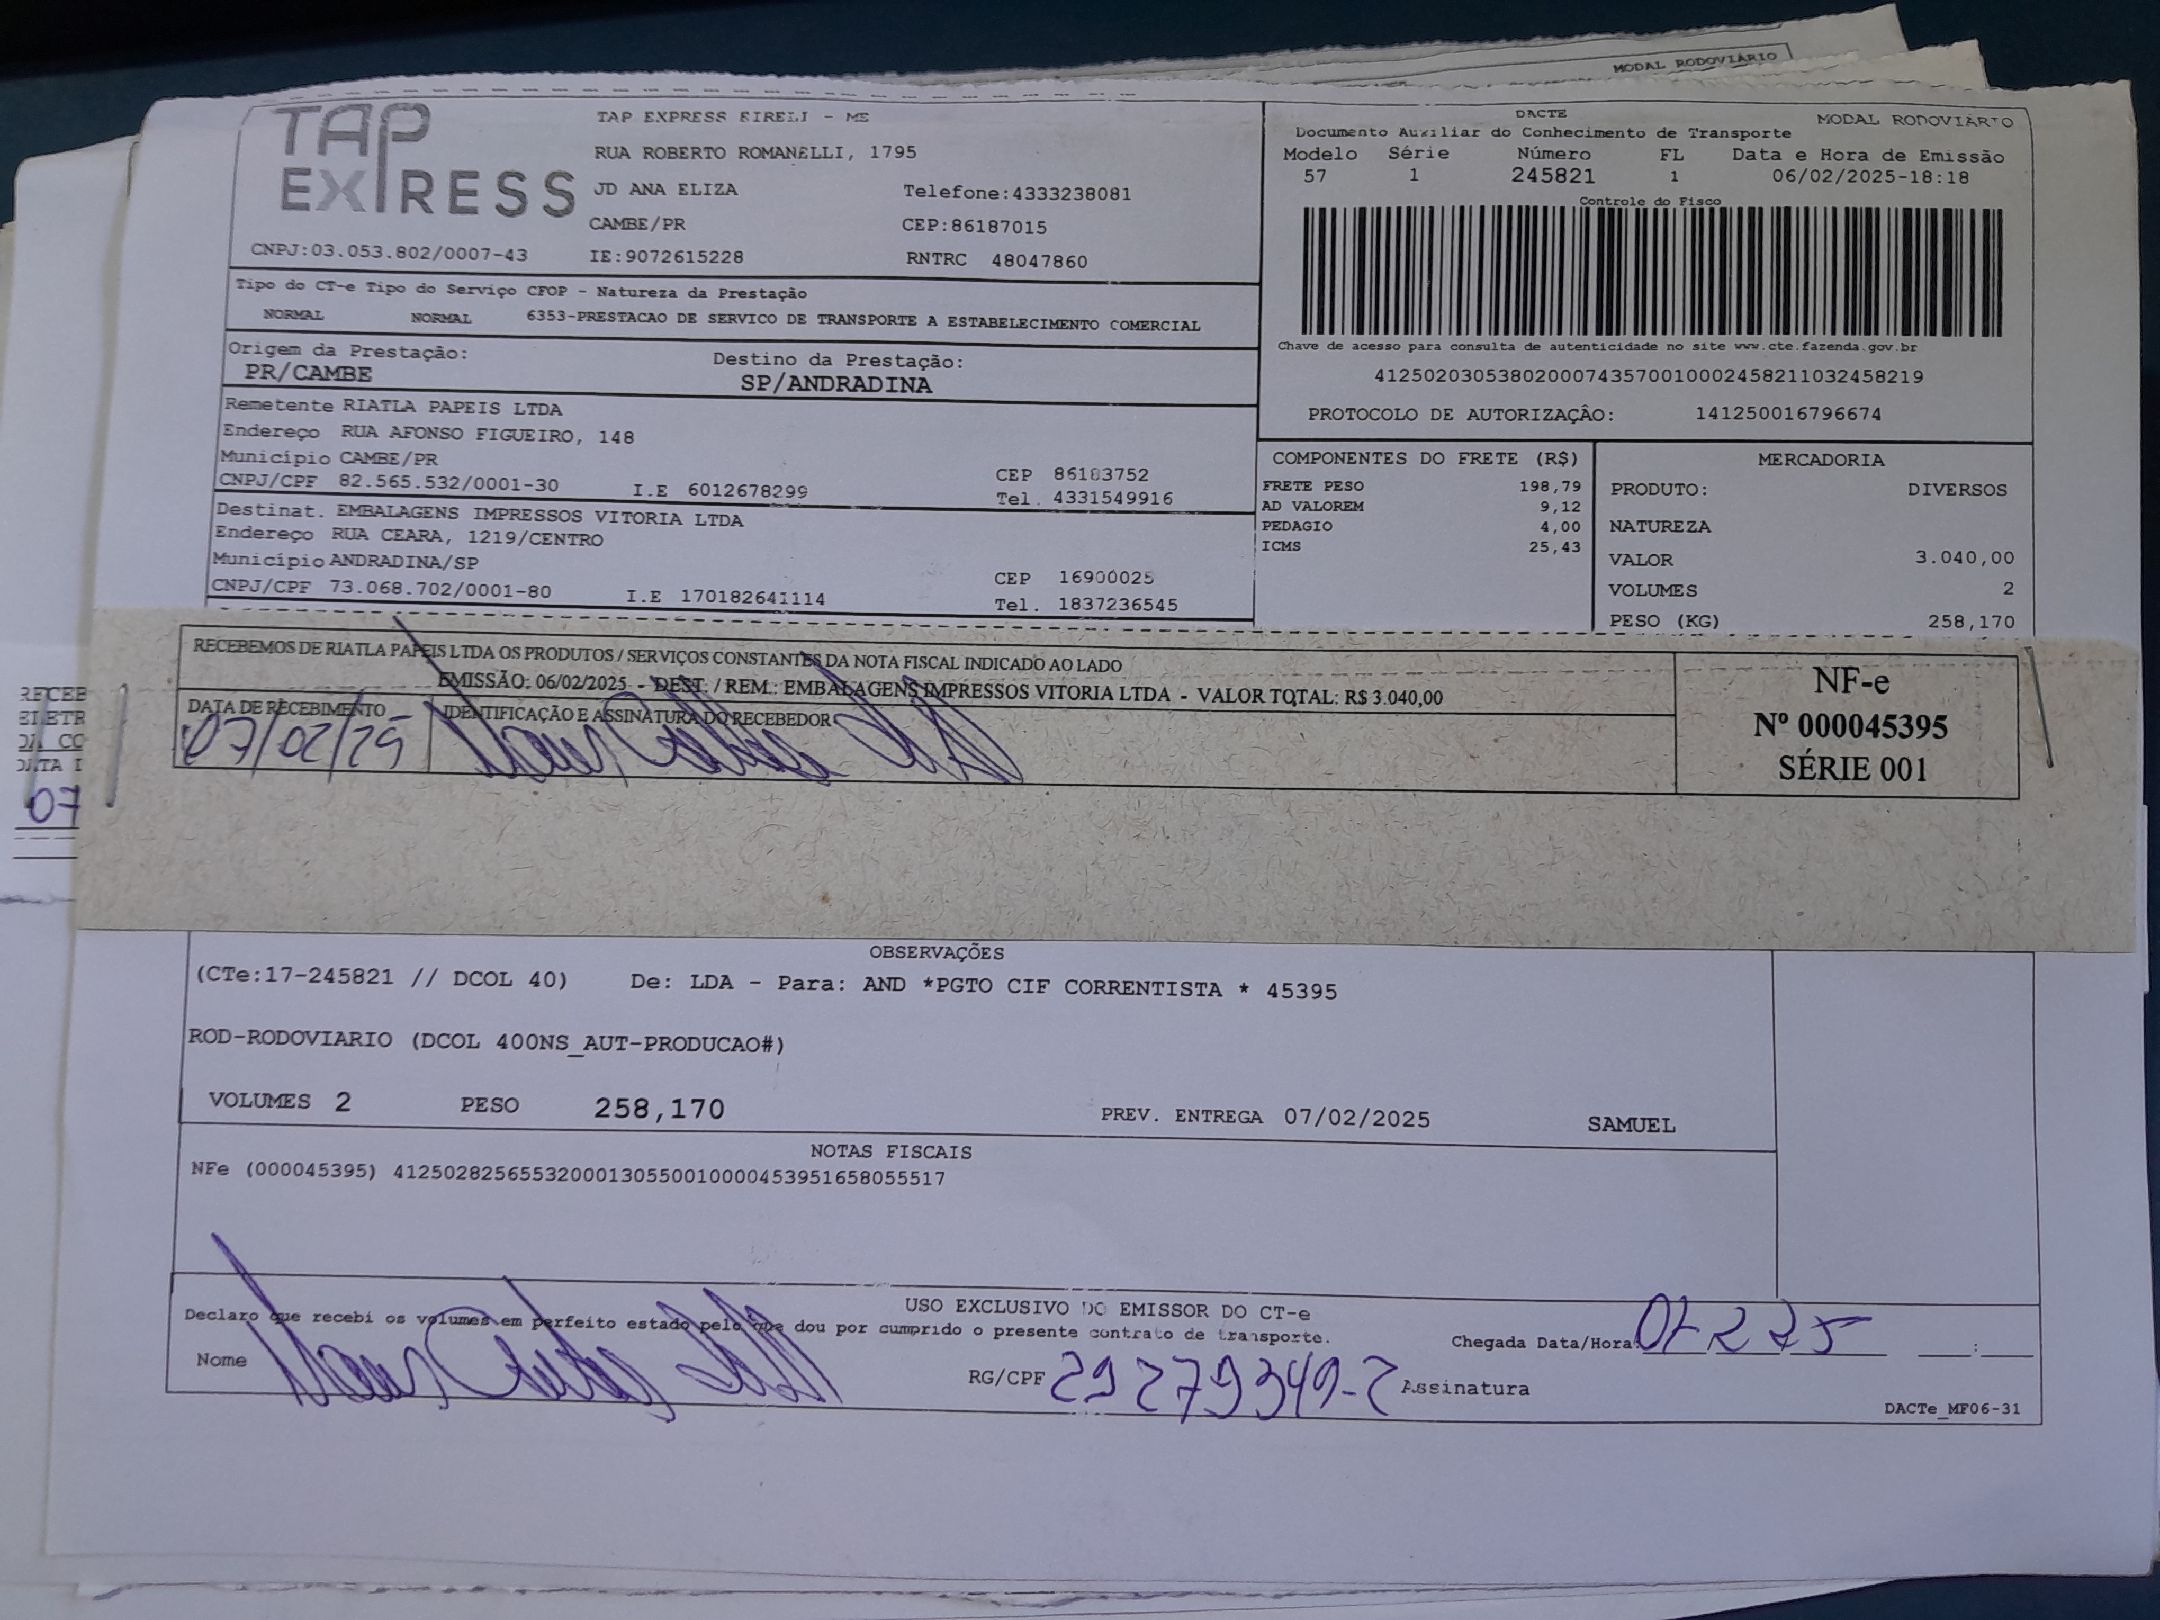 MODAL RODOVIÁRIO
TAP EXPRESS
TAP EXPRESS EIRELI - ME
RUA ROBERTO ROMANELLI, 1795
JD ANA ELIZA Telefone:4333238081
CAMBE/PR CEP:86187015
CNPJ:03.053.802/0007-43 IE:9072615228 RNTRC 48047860
DACTE MODAL RODOVIÁRIO
Documento Auxiliar do Conhecimento de Transporte
Modelo Série Número FL Data e Hora de Emissão
57 1 245821 1 06/02/2025-18:18
Controle do Fisco
Chave de acesso para consulta de autenticidade no site www.cte.fazenda.gov.br
41250203053802000743570010002458211032458219
PROTOCOLO DE AUTORIZAÇÂO: 141250016796674
Tipo do CT-e Tipo do Serviço CFOP - Natureza da Prestação
NORMAL NORMAL 6353-PRESTACAO DE SERVICO DE TRANSPORTE A ESTABELECIMENTO COMERCIAL
Origem da Prestação: Destino da Prestação:
PR/CAMBE SP/ANDRADINA
Remetente RIATLA PAPEIS LTDA
Endereço RUA AFONSO FIGUEIRO, 148
Município CAMBE/PR CEP 86183752
CNPJ/CPF 82.565.532/0001-30 I.E 6012678299 Tel. 4331549916
Destinat. EMBALAGENS IMPRESSOS VITORIA LTDA
Endereço RUA CEARA, 1219/CENTRO
Município ANDRADINA/SP CEP 16900025
CNPJ/CPF 73.068.702/0001-80 I.E 170182641114 Tel. 1837236545
COMPONENTES DO FRETE (R$)
FRETE PESO 198,79
AD VALOREM 9,12
PEDAGIO 4,00
ICMS 25,43
MERCADORIA
PRODUTO: DIVERSOS
NATUREZA
VALOR 3.040,00
VOLUMES 2
PESO (KG) 258,170
RECEBEMOS DE RIATLA PAPEIS LTDA OS PRODUTOS / SERVIÇOS CONSTANTES DA NOTA FISCAL INDICADO AO LADO
EMISSÃO: 06/02/2025 - DEST. / REM.: EMBALAGENS IMPRESSOS VITORIA LTDA - VALOR TOTAL: R$ 3.040,00
DATA DE RECEBIMENTO IDENTIFICAÇÃO E ASSINATURA DO RECEBEDOR
07/02/25
NF-e
Nº 000045395
SÉRIE 001
07
OBSERVAÇÕES
(CTe:17-245821 // DCOL 40) De: LDA - Para: AND *PGTO CIF CORRENTISTA * 45395
ROD-RODOVIARIO (DCOL 400NS_AUT-PRODUCAO#)
VOLUMES 2 PESO 258,170 PREV. ENTREGA 07/02/2025 SAMUEL
NOTAS FISCAIS
NFe (000045395) 41250282565532000130550010000453951658055517
USO EXCLUSIVO DO EMISSOR DO CT-e
Declaro que recebi os volumes em perfeito estado pelo que dou por cumprido o presente contrato de transporte.
Chegada Data/Hora: 07 2 25 :
Nome RG/CPF 29279349-2 Assinatura
DACTe_MF06-31